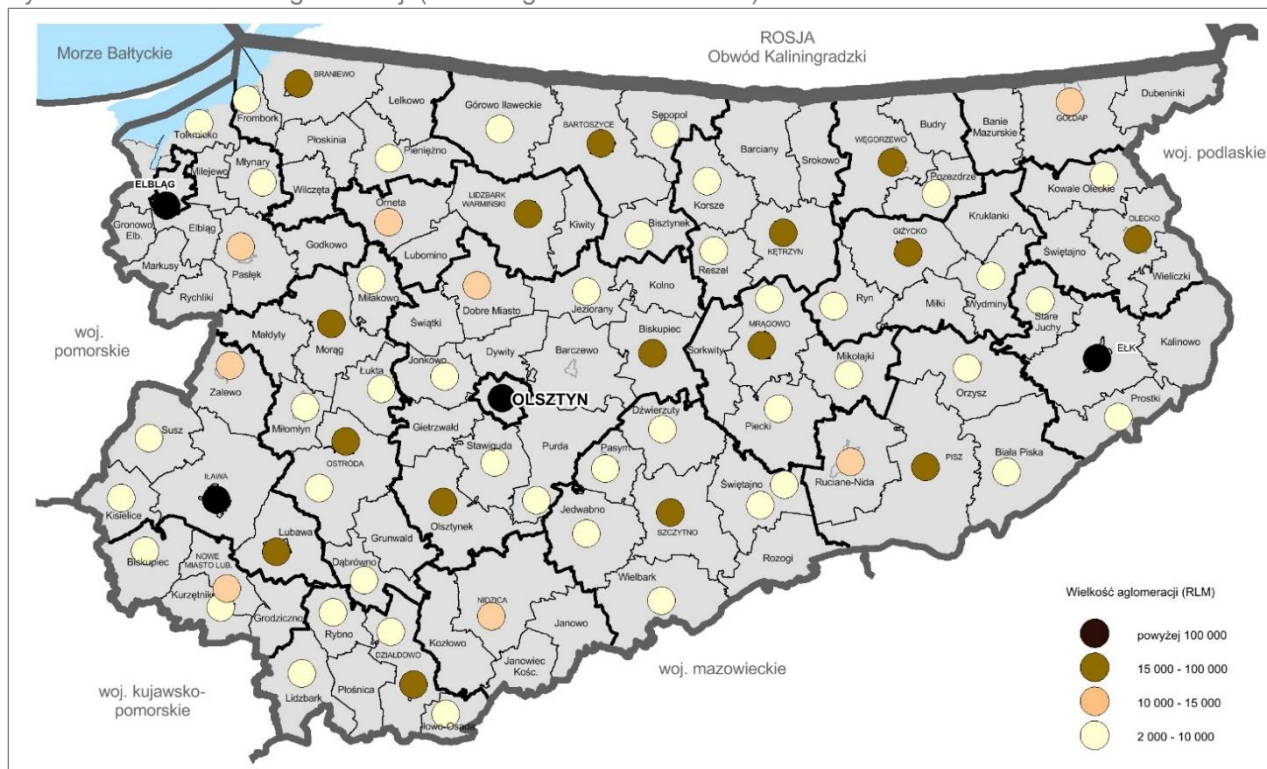 Morze Bałtyckie
ROSJA
Obwód Kaliningradzki
BRANIEWO
Lelkowo
Górowo Iławeckie
BARTOSZYCE
Sępopol
Frombork
Tolkmicko
Płoskinia
Pieniężno
Młynary
Milejewo
Wilczęta
ELBLĄG
Gronowo
Elb.
Elbląg
Markusy
Pasłęk
Rychliki
Godkowo
Orneta
LIDZBARK
WARMIŃSKI
Kiwity
Lubomino
Bisztynek
Barciany
Srokowo
Korsze
KĘTRZYN
Reszel
WĘGORZEWO
Budry
Banie
Mazurskie
Pozezdrze
GOŁDAP
Dubeninki
woj. podlaskie
Kowale Oleckie
OLECKO
Świętajno
Wieliczki
Kruklanki
GIŻYCKO
Ryn
Miłki
Wydminy
Stare
Juchy
EŁK
Kalinowo
Prostki
woj.
pomorskie
Małdyty
Morąg
Miłakowo
Świątki
Dobre Miasto
Jeziorany
Kolno
Jonkowo
Dywity
Barczewo
Biskupiec
Sorkwity
MRĄGOWO
Mikołajki
Piecki
Orzysz
Zalewo
Łukta
Miłomłyn
OSTRÓDA
OLSZTYN
Gietrzwałd
Stawiguda
Purda
Olsztynek
Dźwierzuty
Pasym
Jedwabno
SZCZYTNO
Świętajno
Ruciane-Nida
PISZ
Biała Piska
Rozogi
Wielbark
Susz
IŁAWA
Kisielice
Lubawa
Biskupiec
NOWE
MIASTO LUB.
Kurzętnik
Grodziczno
Dąbrówno
Grunwald
Rybno
DZIAŁDOWO
Lidzbark
Płośnica
Iłowo-Osada
NIDZICA
Kozłowo
Janowo
Janowiec
Kośc.
woj. kujawsko-
pomorskie
woj. mazowieckie
Wielkość aglomeracji (RLM)
powyżej 100 000
15 000 - 100 000
10 000 - 15 000
2 000 - 10 000